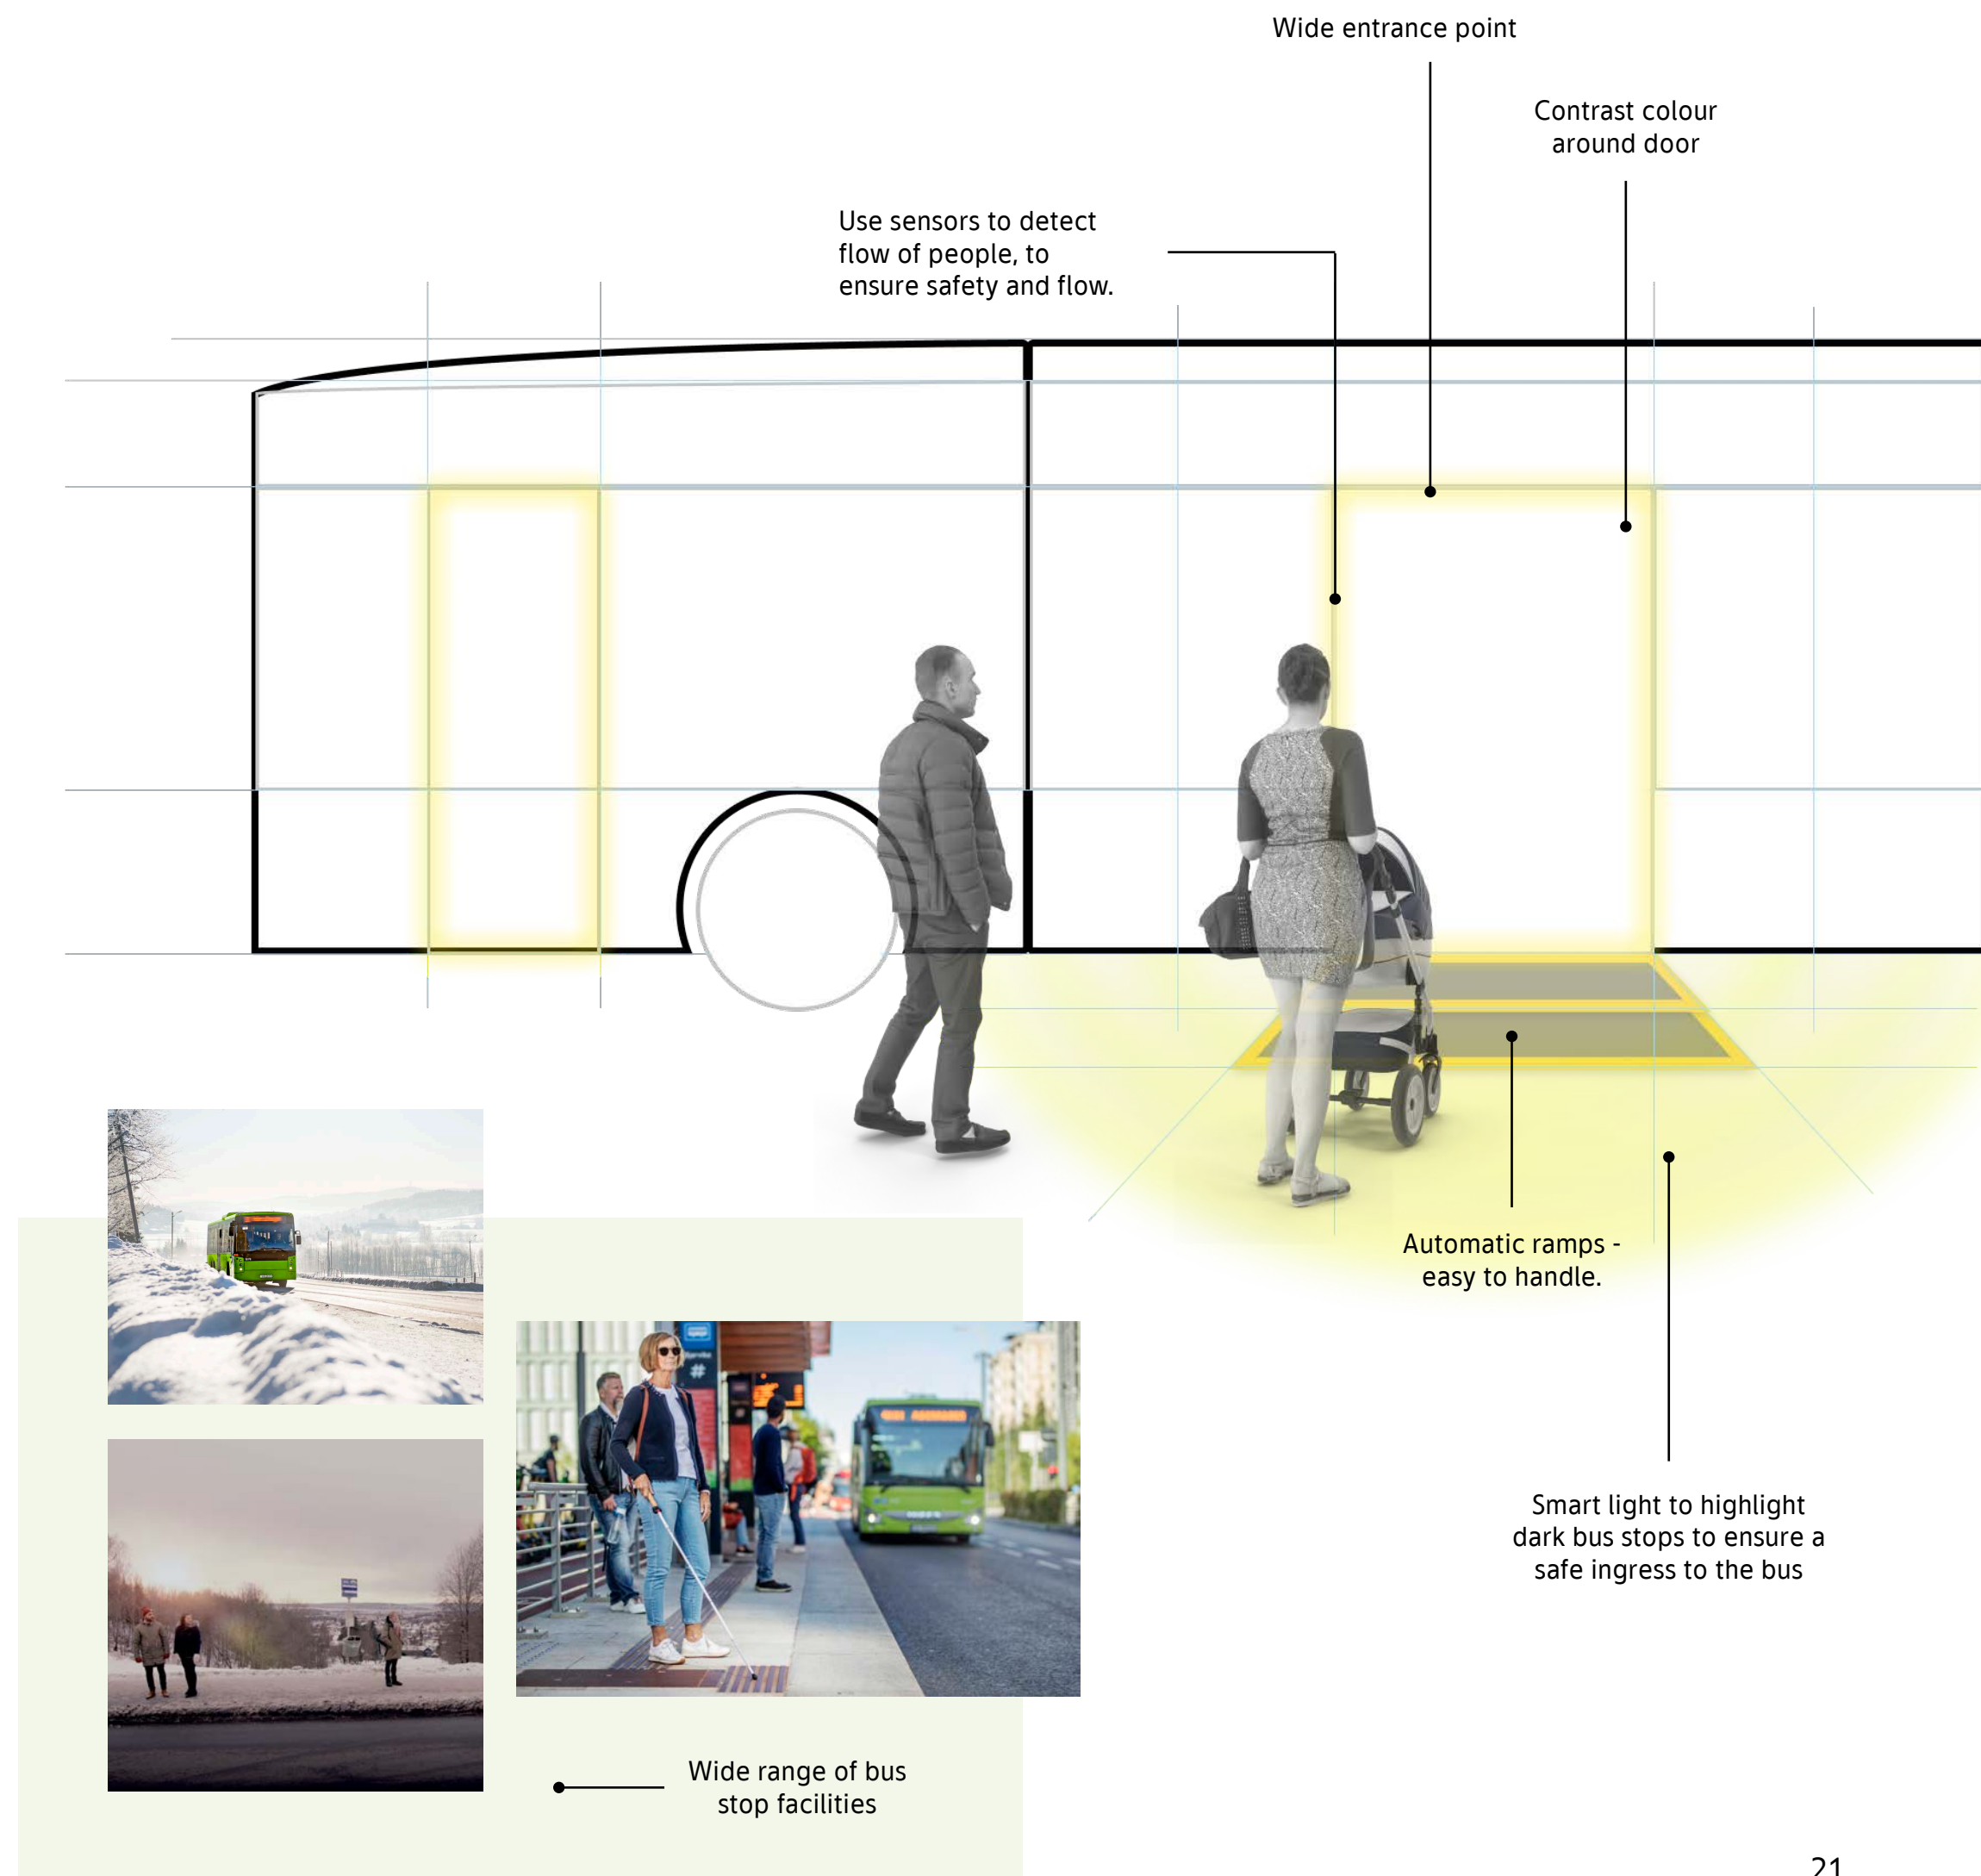 Wide entrance point
Contrast colour
around door
Use sensors to detect
flow of people, to
ensure safety and flow.
Automatic ramps -
easy to handle.
Smart light to highlight
dark bus stops to ensure a
safe ingress to the bus
Wide range of bus
stop facilities
21